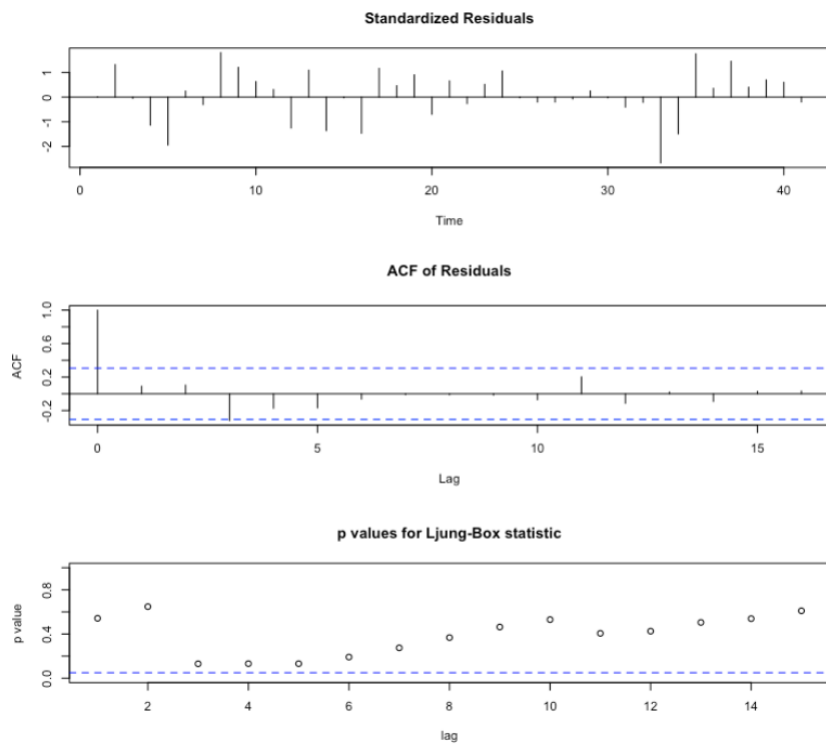 Standardized Residuals
1
0
-1
-2
0 10 20 30 40
Time
ACF of Residuals
ACF
1.0
0.6
0.2
-0.2
0 5 10 15
Lag
p values for Ljung-Box statistic
p value
0.8
0.4
0.0
2 4 6 8 10 12 14
lag